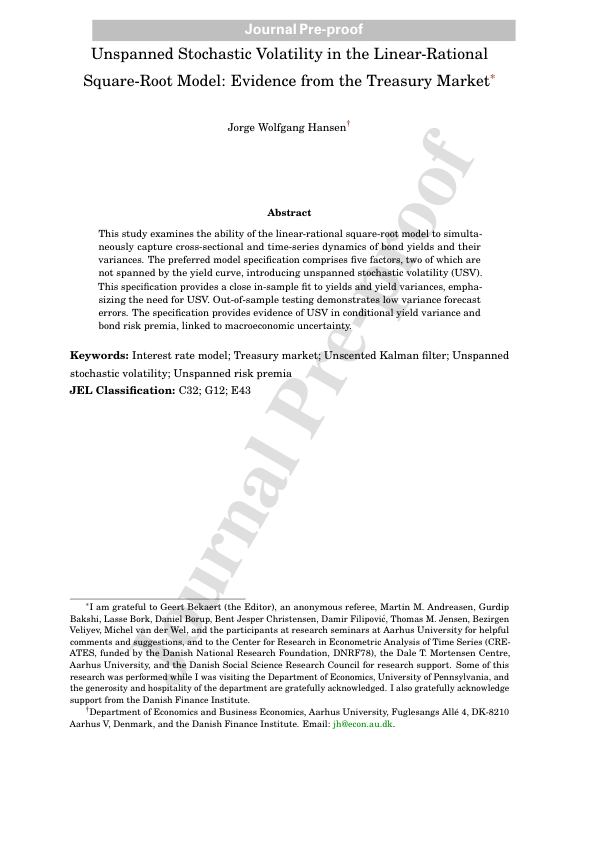 Journal Pre-proof
Unspanned Stochastic Volatility in the Linear-Rational
Square-Root Model: Evidence from the Treasury Market*
Jorge Wolfgang Hansen†
Abstract
This study examines the ability of the linear-rational square-root model to simulta-
neously capture cross-sectional and time-series dynamics of bond yields and their
variances. The preferred model specification comprises five factors, two of which are
not spanned by the yield curve, introducing unspanned stochastic volatility (USV).
This specification provides a close in-sample fit to yields and yield variances, empha-
sizing the need for USV. Out-of-sample testing demonstrates low variance forecast
errors. The specification provides evidence of USV in conditional yield variance and
bond risk premia, linked to macroeconomic uncertainty.
Keywords: Interest rate model; Treasury market; Unscented Kalman filter; Unspanned
stochastic volatility; Unspanned risk premia
JEL Classification: C32; G12; E43
Journal Pre-proof
*I am grateful to Geert Bekaert (the Editor), an anonymous referee, Martin M. Andreasen, Gurdip
Bakshi, Lasse Bork, Daniel Borup, Bent Jesper Christensen, Damir Filipović, Thomas M. Jensen, Bezirgen
Veliyev, Michel van der Wel, and the participants at research seminars at Aarhus University for helpful
comments and suggestions, and to the Center for Research in Econometric Analysis of Time Series (CRE-
ATES, funded by the Danish National Research Foundation, DNRF78), the Dale T. Mortensen Centre,
Aarhus University, and the Danish Social Science Research Council for research support. Some of this
research was performed while I was visiting the Department of Economics, University of Pennsylvania, and
the generosity and hospitality of the department are gratefully acknowledged. I also gratefully acknowledge
support from the Danish Finance Institute.
†Department of Economics and Business Economics, Aarhus University, Fuglesangs Allé 4, DK-8210
Aarhus V, Denmark, and the Danish Finance Institute. Email: jh@econ.au.dk.